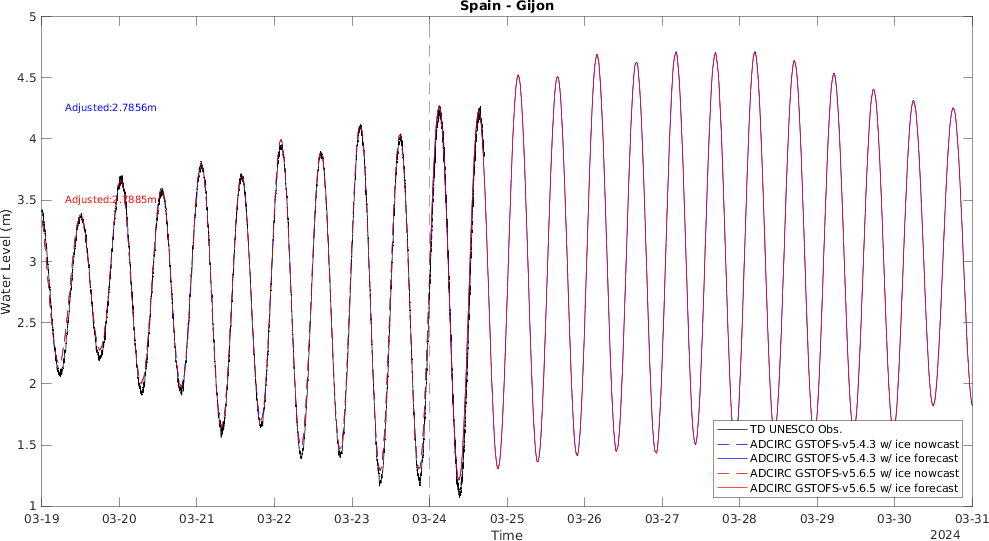 Spain - Gijon
5
4.5
4
3.5
3
2
1.5
1
Water Level (m)
Adjusted:2.7856m
Adjusted:2.7885m
TD UNESCO Obs.
ADCIRC GSTOFS-v5.4.3 w/ ice nowcast
ADCIRC GSTOFS-v5.4.3 w/ ice forecast
ADCIRC GSTOFS-v5.6.5 w/ ice nowcast
ADCIRC GSTOFS-v5.6.5 w/ ice forecast
03-19 03-20 03-21 03-22 03-23 03-24 03-25 03-26 03-27 03-28 03-29 03-30 03-31
Time
2024